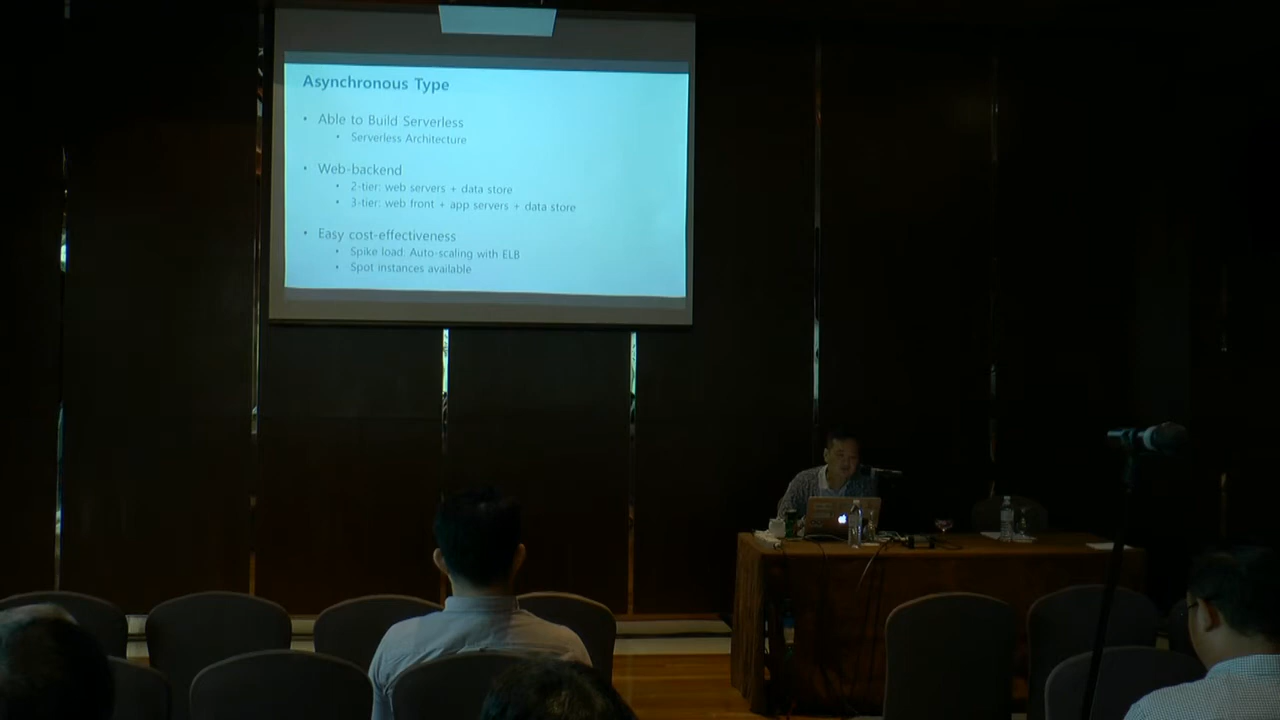 Asynchronous Type
• Able to Build Serverless
• Serverless Architecture
• Web-backend
• 2-tier: web servers + data store
• 3-tier: web front + app servers + data store
• Easy cost-effectiveness
• Spike load: Auto-scaling with ELB
• Spot instances available